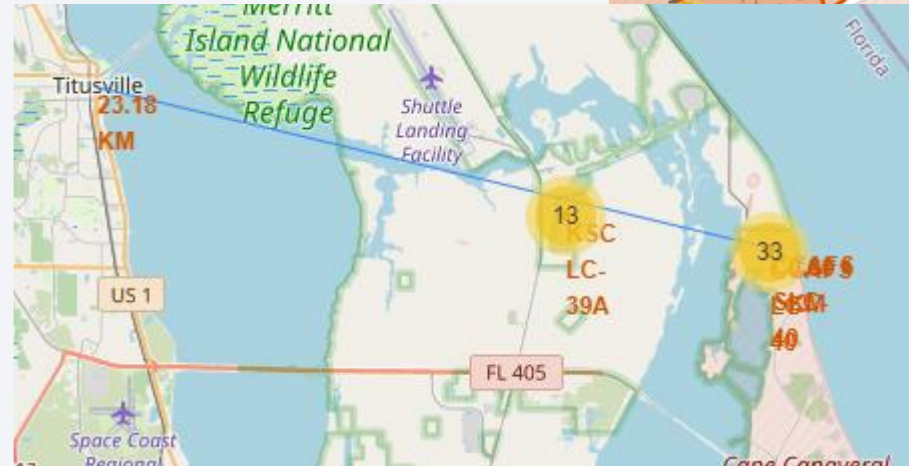 Merritt
Island National
Wildlife
Refuge
Florida
Titusville
23.18
KM
Shuttle
Landing
Facility
13
KSC
LC-
39A
33
US 1
FL 405
Space Coast
Regional
Cape Canaveral